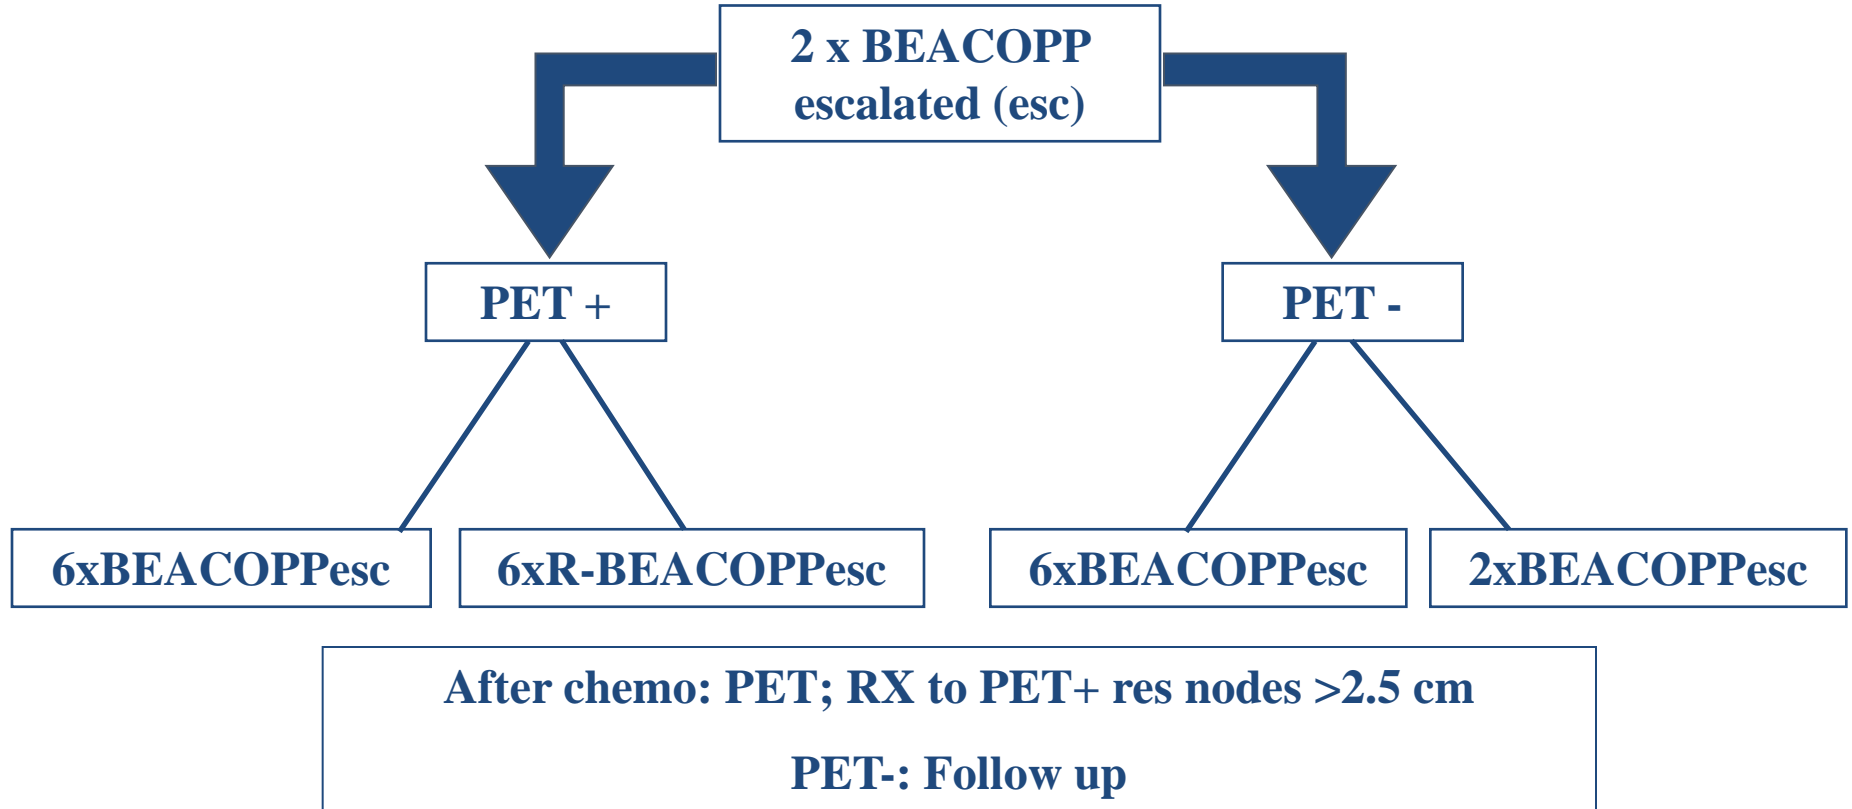 2 x BEACOPP
escalated (esc)
PET +
PET -
6xBEACOPPesc
6xR-BEACOPPesc
6xBEACOPPesc
2xBEACOPPesc
After chemo: PET; RX to PET+ res nodes >2.5 cm
PET-: Follow up